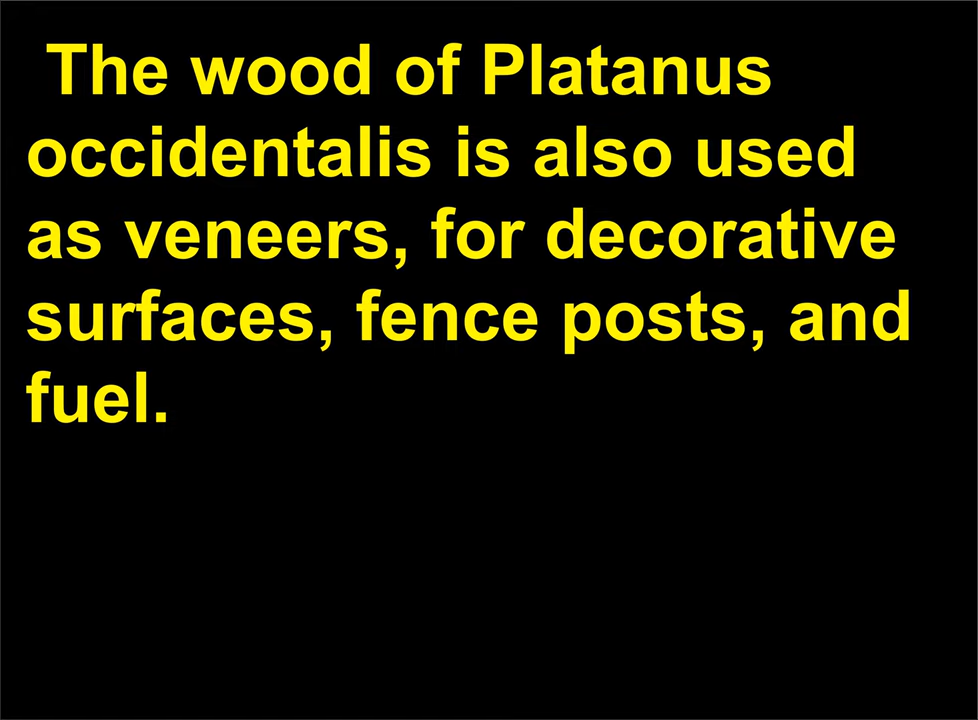 The wood of Platanus
occidentalis is also used
as veneers, for decorative
surfaces, fence posts, and
fuel.